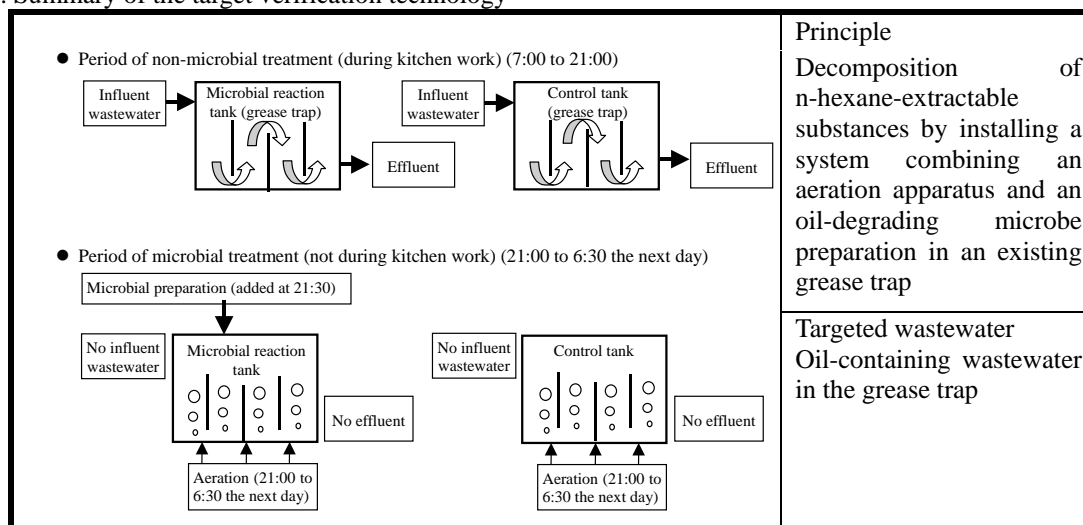 . Summary of the target verification technology
● Period of non-microbial treatment (during kitchen work) (7:00 to 21:00)
Influent
wastewater
Microbial reaction
tank (grease trap)
Effluent
Influent
wastewater
Control tank
(grease trap)
Effluent
● Period of microbial treatment (not during kitchen work) (21:00 to 6:30 the next day)
Microbial preparation (added at 21:30)
No influent
wastewater
Microbial reaction
tank
No effluent
Aeration (21:00 to
6:30 the next day)
No influent
wastewater
Control tank
No effluent
Aeration (21:00 to
6:30 the next day)
Principle
Decomposition of
n-hexane-extractable
substances by installing a
system combining an
aeration apparatus and an
oil-degrading microbe
preparation in an existing
grease trap
Targeted wastewater
Oil-containing wastewater
in the grease trap